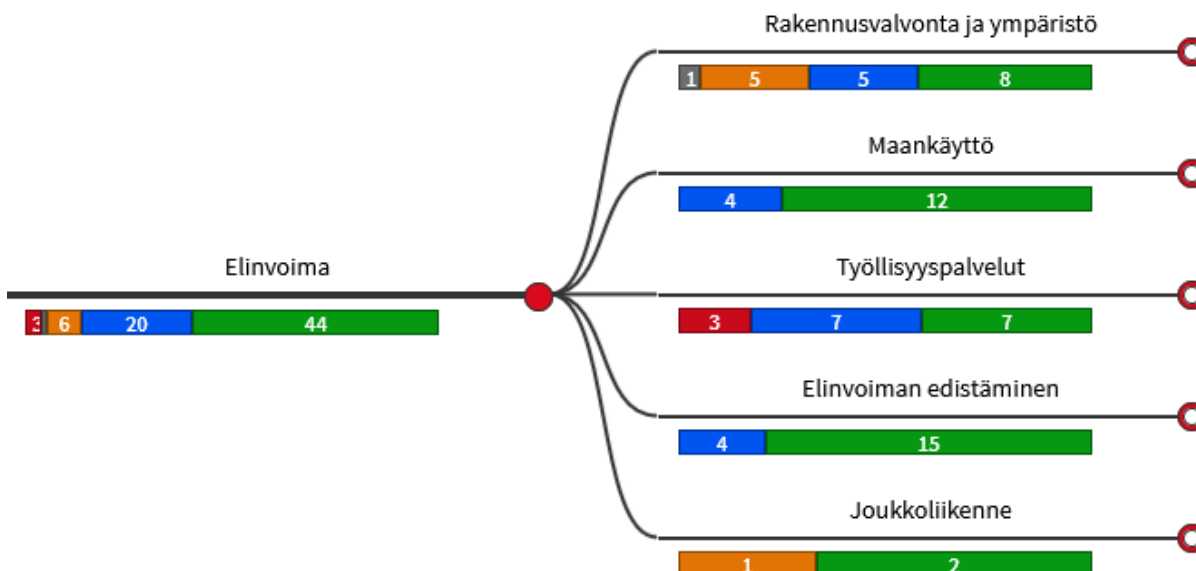 Rakennusvalvonta ja ympäristö
1 5 5 8
Maankäyttö
4 12
Elinvoima
3 6 20 44
Työllisyyspalvelut
3 7 7
Elinvoiman edistäminen
4 15
Joukkoliikenne
1 2